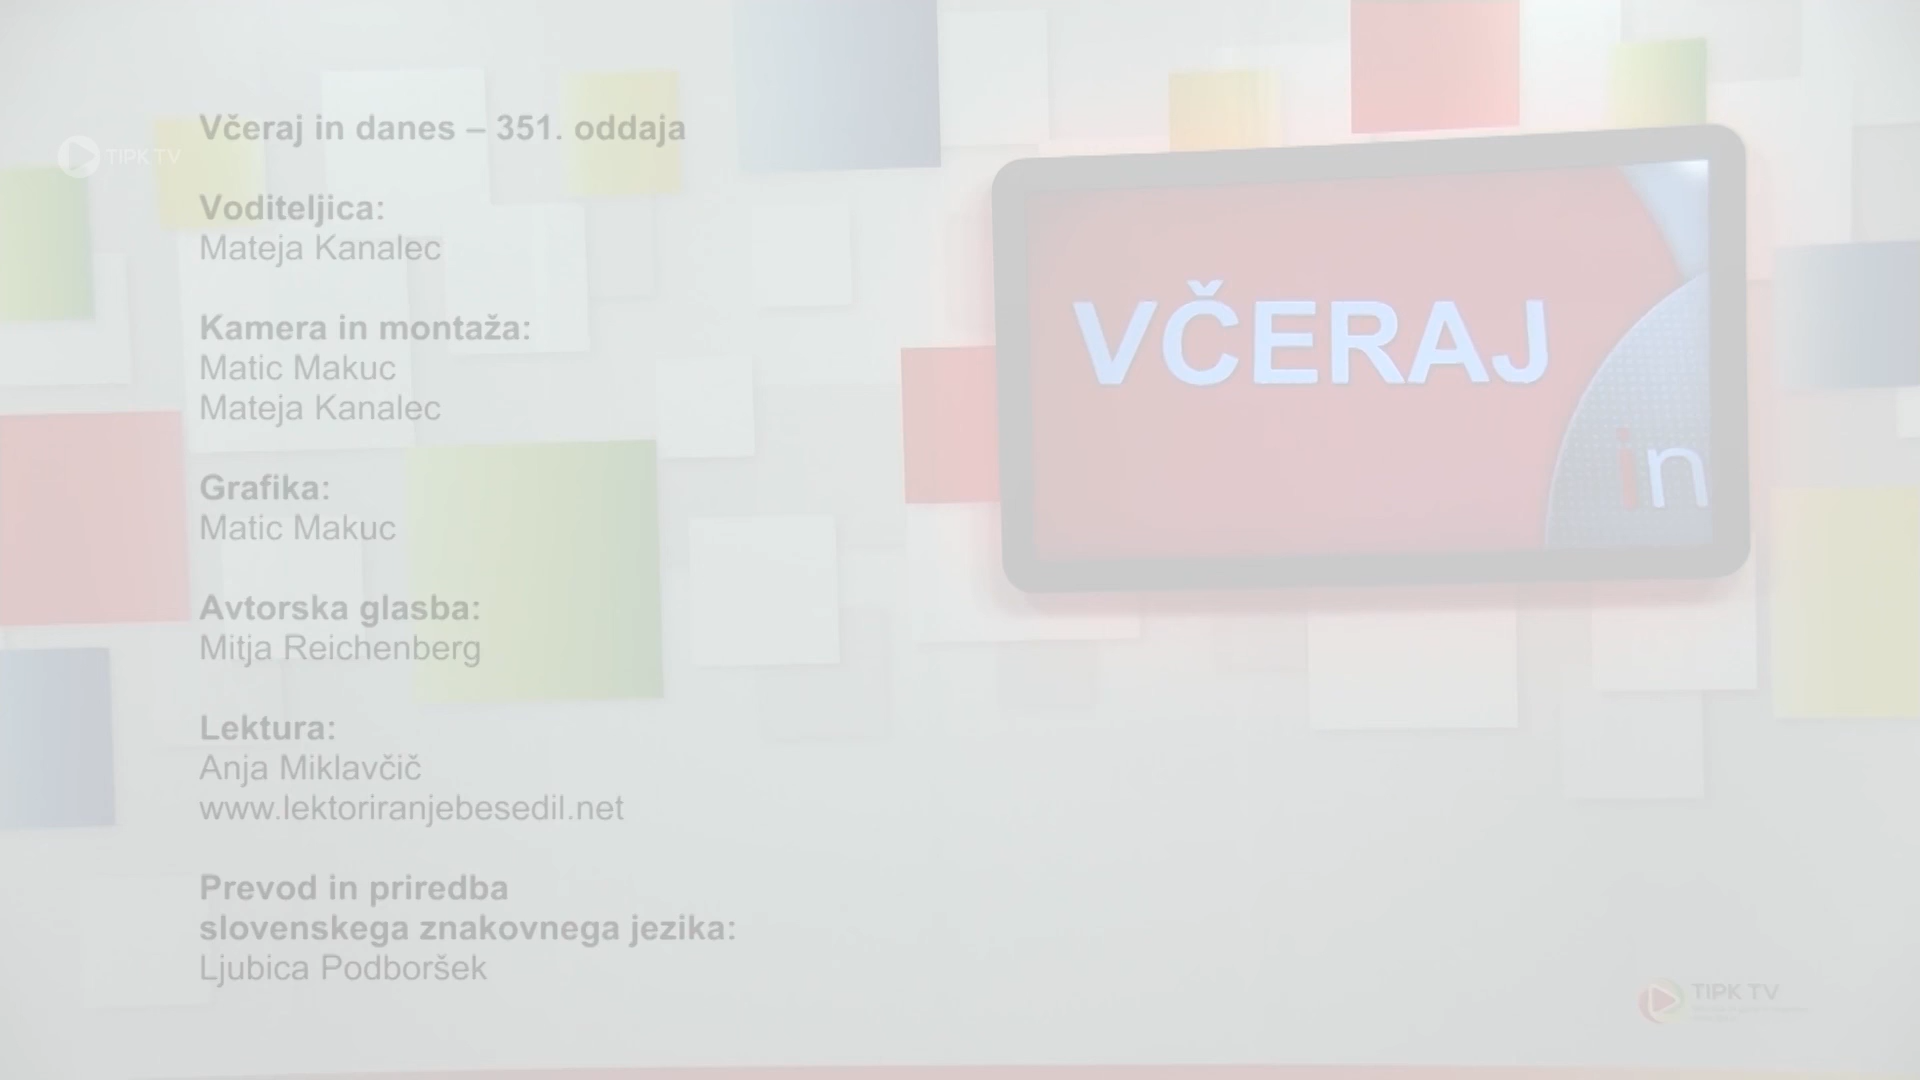 Včeraj in danes – 351. oddaja
TIPK TV
Voditeljica:
Mateja Kanalec
Kamera in montaža:
Matic Makuc
Mateja Kanalec
Grafika:
Matic Makuc
Avtorska glasba:
Mitja Reichenberg
Lektura:
Anja Miklavčič
www.lektoriranjebesedil.net
Prevod in priredba
slovenskega znakovnega jezika:
Ljubica Podboršek
VČERAJ
in
TIPK TV